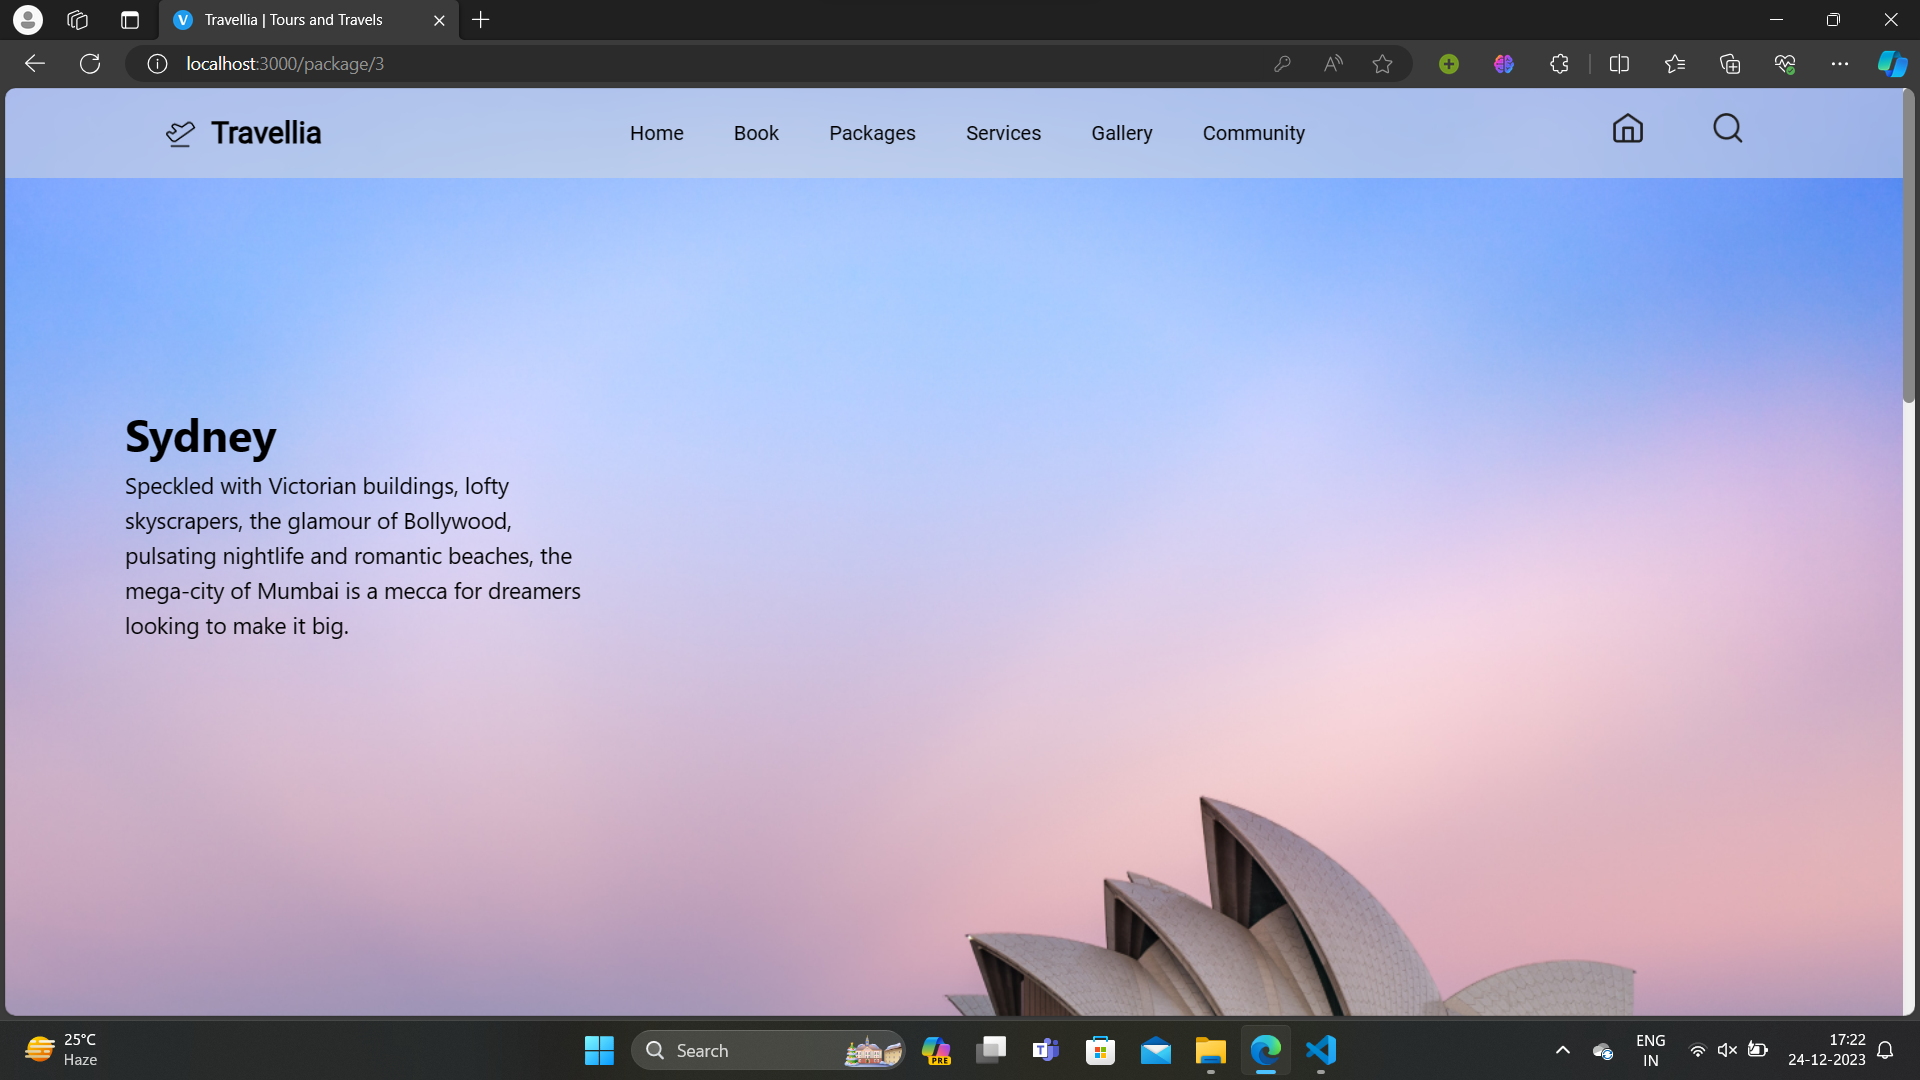 Travellia | Tours and Travels
localhost:3000/package/3
Travellia
Home Book Packages Services Gallery Community
Sydney
Speckled with Victorian buildings, lofty
skyscrapers, the glamour of Bollywood,
pulsating nightlife and romantic beaches, the
mega-city of Mumbai is a mecca for dreamers
looking to make it big.
25°C
Haze
Search
PRE
ENG
IN
17:22
24-12-2023